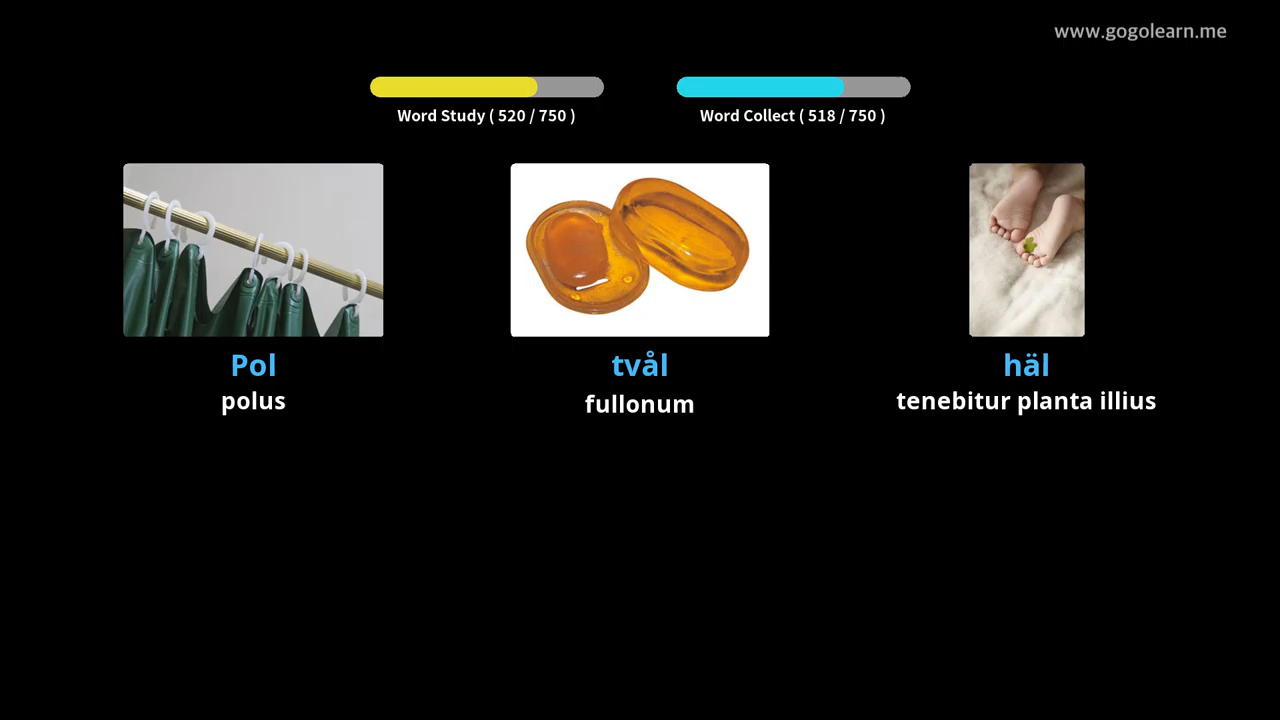 www.gogolearn.me
Word Study ( 520 / 750 )
Word Collect ( 518 / 750 )
Pol
polus
tvål
fullonum
häl
tenebitur planta illius